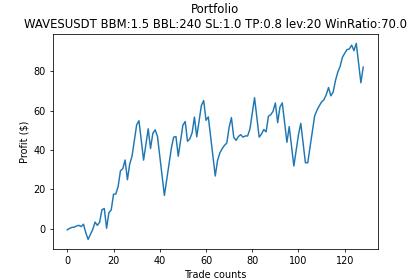 Portfolio
WAVESUSDT BBM:1.5 BBL:240 SL:1.0 TP:0.8 lev:20 WinRatio:70.0
80
60
40
20
0
Profit ($)
0 20 40 60 80 100 120
Trade counts